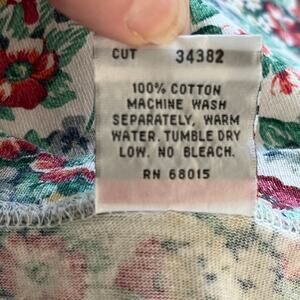 CUT 34382
100% COTTON
MACHINE WASH
SEPARATELY, WARM
WATER. TUMBLE DRY
LOW. NO BLEACH.
RN 68015